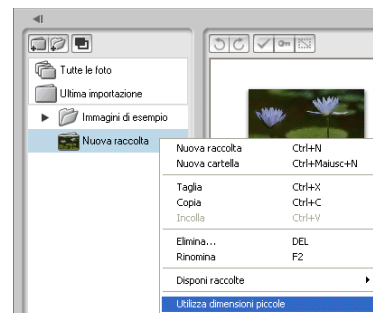 Tutte le foto
Ultima importazione
Immagini di esempio
Nuova raccolta
Nuova raccolta Ctrl+N
Nuova cartella Ctrl+Maiusc+N
Taglia Ctrl+X
Copia Ctrl+C
Incolla Ctrl+V
Elimina... DEL
Rinomina F2
Disponi raccolte
Utilizza dimensioni piccole